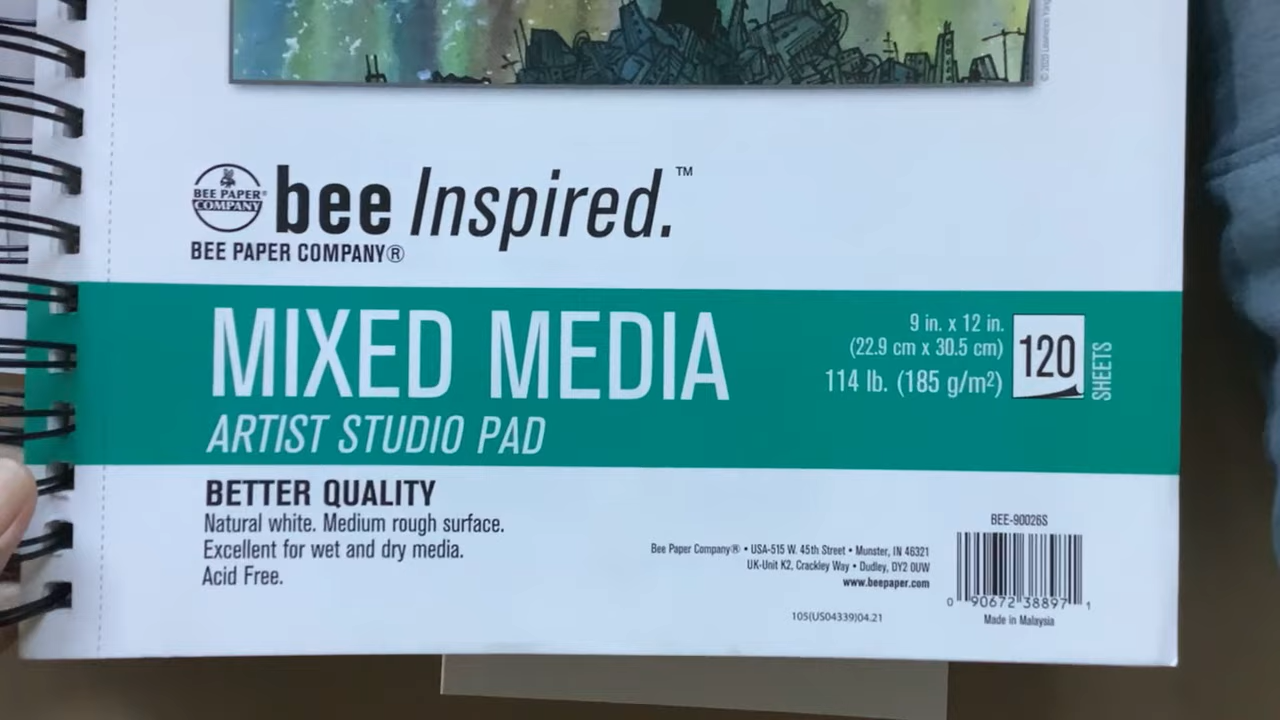 BEE PAPER®
COMPANY
bee Inspired.™
BEE PAPER COMPANY®
MIXED MEDIA
ARTIST STUDIO PAD
9 in. x 12 in.
(22.9 cm x 30.5 cm)
114 lb. (185 g/m²)
120
SHEETS
BETTER QUALITY
Natural white. Medium rough surface.
Excellent for wet and dry media.
Acid Free.
Bee Paper Company® • USA-515 W. 45th Street • Munster, IN 46321
UK-Unit K2, Crackley Way • Dudley, DY2 0UW
www.beepaper.com
105(US04339)04.21
BEE-90026S
0 90672 38897 1
Made in Malaysia